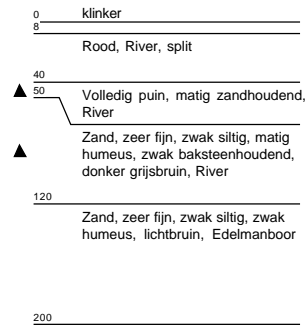 0
klinker
8
Rood, River, split
40
50
Volledig puin, matig zandhoudend,
River
Zand, zeer fijn, zwak siltig, matig
humeus, zwak baksteenhoudend,
donker grijsbruin, River
120
Zand, zeer fijn, zwak siltig, zwak
humeus, lichtbruin, Edelmanboor
200